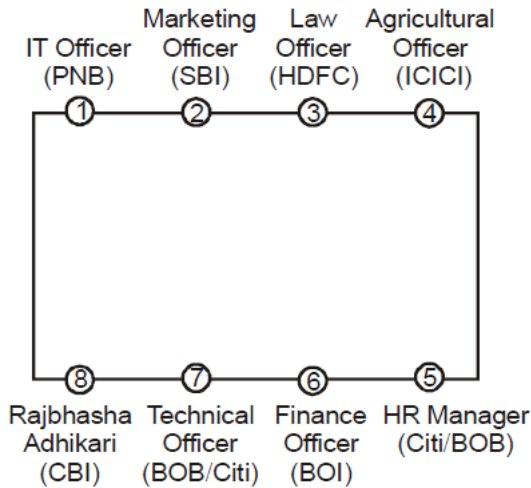 IT Officer
(PNB)
Marketing
Officer
(SBI)
Law
Officer
(HDFC)
Agricultural
Officer
(ICICI)
1
2
3
4
8
7
6
5
Rajbhasha
Adhikari
(CBI)
Technical
Officer
(BOB/Citi)
Finance
Officer
(BOI)
HR Manager
(Citi/BOB)